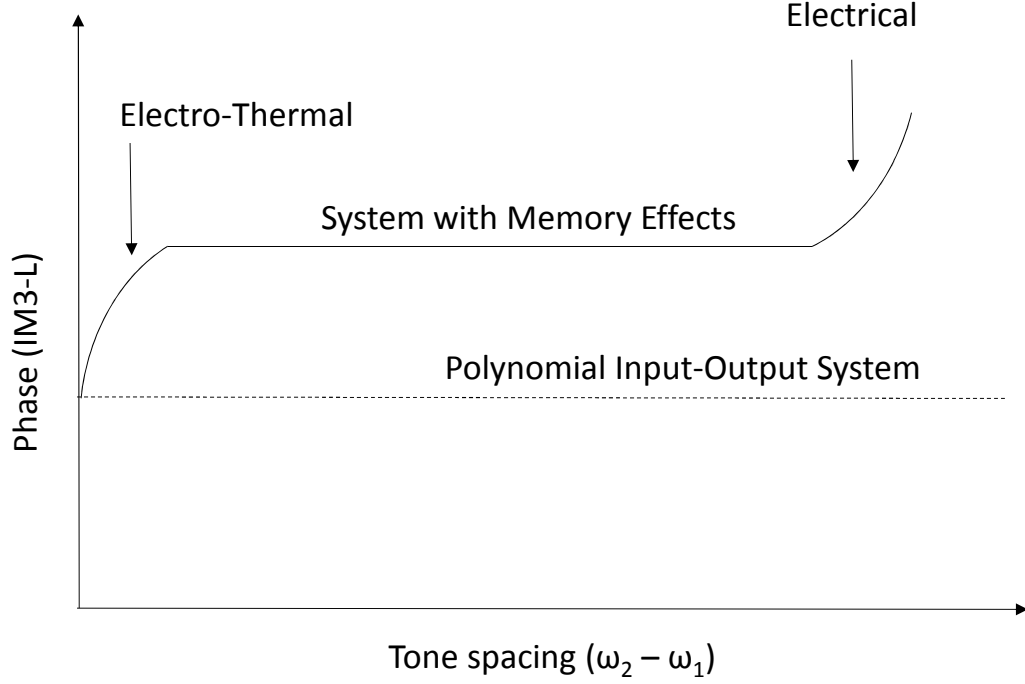 Electrical
Electro-Thermal
System with Memory Effects
Polynomial Input-Output System
Phase (IM3-L)
Tone spacing (ω₂ – ω₁)